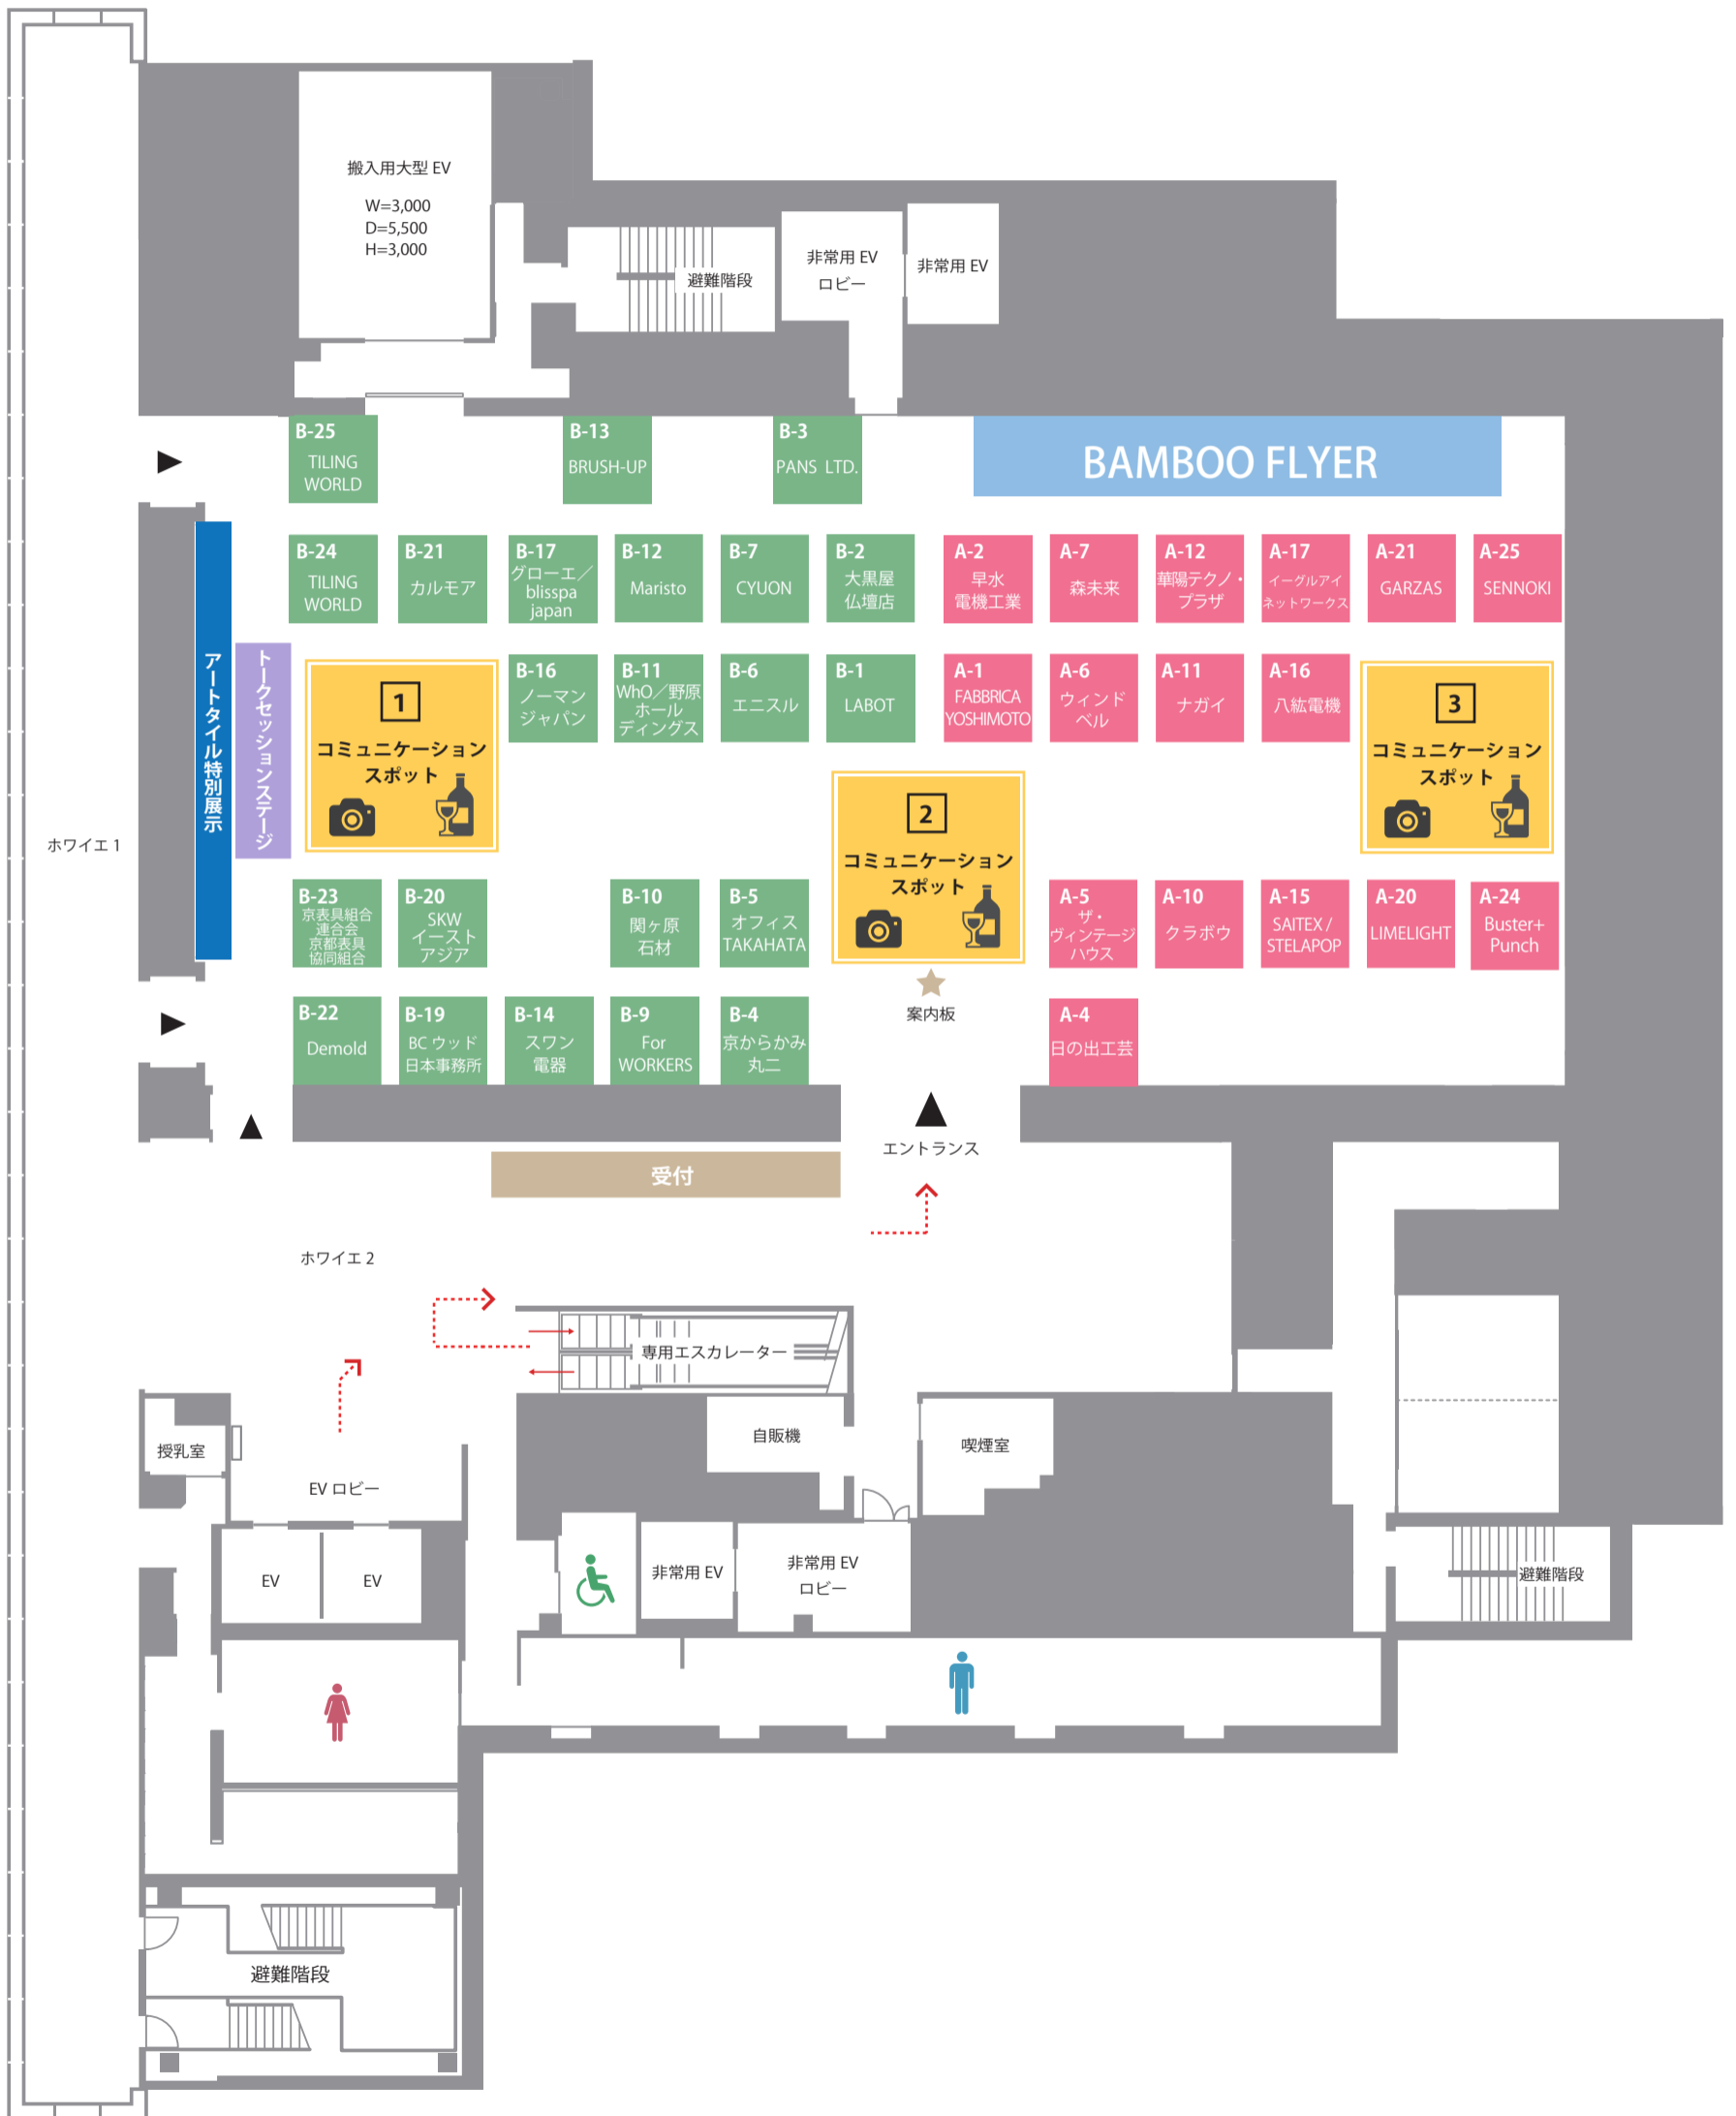 搬入用大型 EV
W=3,000
D=5,500
H=3,000
避難階段
非常用 EV
ロビー
非常用 EV
B-25
TILING
WORLD
B-13
BRUSH-UP
B-3
PANS LTD.
BAMBOO FLYER
B-24
TILING
WORLD
B-21
カルモア
B-17
グローエ／
blisspa
japan
B-12
Maristo
B-7
CYUON
B-2
大黒屋
仏壇店
A-2
早水
電機工業
A-7
森未来
A-12
華陽テクノ・
プラザ
A-17
イーグルアイ
ネットワークス
A-21
GARZAS
A-25
SENNOKI
アートタイル特別展示
トークセッションステージ
1
コミュニケーション
スポット
B-16
ノーマン
ジャパン
B-11
WhO／野原
ホール
ディングス
B-6
エニスル
B-1
LABOT
A-1
FABBRICA
YOSHIMOTO
A-6
ウィンド
ベル
A-11
ナガイ
A-16
八紘電機
3
コミュニケーション
スポット
2
コミュニケーション
スポット
ホワイエ 1
B-23
京表具組合
連合会
京都表具
協同組合
B-20
SKW
イースト
アジア
B-10
関ヶ原
石材
B-5
オフィス
TAKAHATA
A-5
ザ・
ヴィンテージ
ハウス
A-10
クラボウ
A-15
SAITEX /
STELAPOP
A-20
LIMELIGHT
A-24
Buster+
Punch
案内板
B-22
Demold
B-19
BC ウッド
日本事務所
B-14
スワン
電器
B-9
For
WORKERS
B-4
京からかみ
丸二
A-4
日の出工芸
エントランス
受付
ホワイエ 2
専用エスカレーター
自販機
喫煙室
授乳室
EV ロビー
EV
EV
非常用 EV
非常用 EV
ロビー
避難階段
避難階段